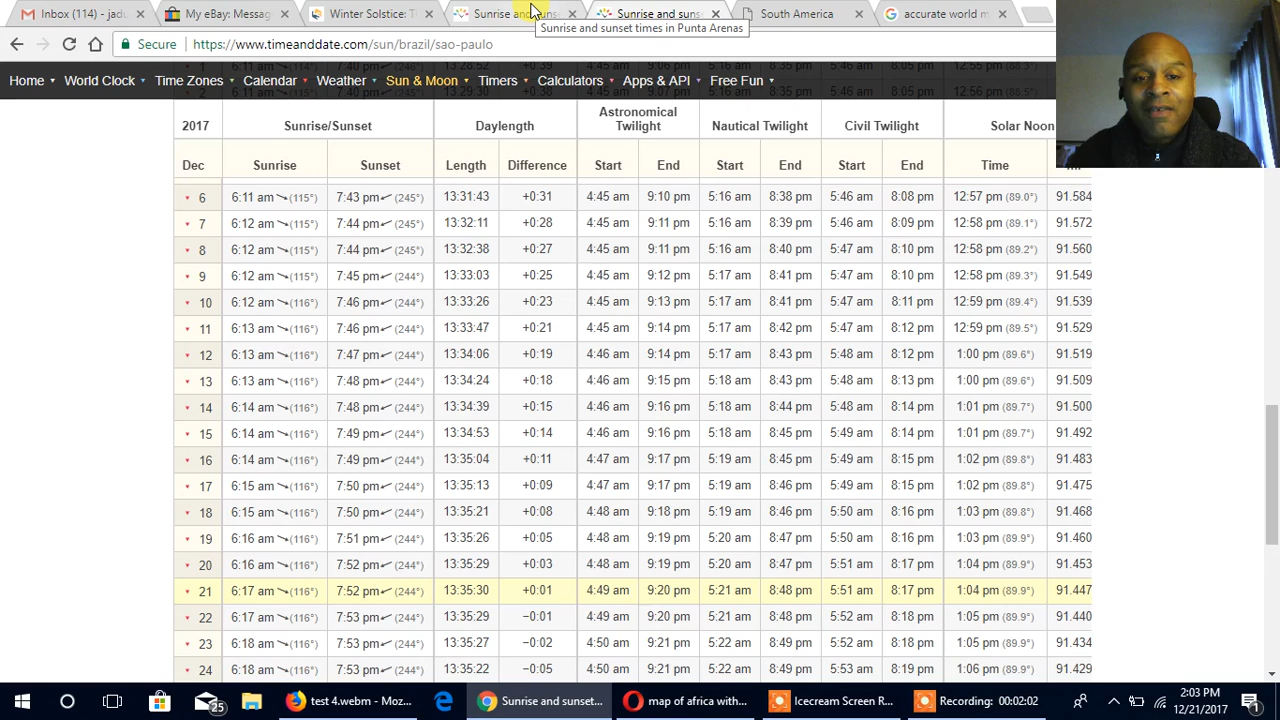 Inbox (114) - jadu
My eBay: Messag
Winter Solstice: T
Sunrise and suns
Sunrise and sunse
South America
accurate world m
Sunrise and sunset times in Punta Arenas
Secure https://www.timeanddate.com/sun/brazil/sao-paulo
Home World Clock Time Zones Calendar Weather Sun & Moon Timers Calculators Apps & API Free Fun
2017 Sunrise/Sunset Daylength Astronomical Twilight Nautical Twilight Civil Twilight Solar Noon
Dec Sunrise Sunset Length Difference Start End Start End Start End Time
6 6:11 am (115°) 7:43 pm (245°) 13:31:43 +0:31 4:45 am 9:10 pm 5:16 am 8:38 pm 5:46 am 8:08 pm 12:57 pm (89.0°) 91.584
7 6:12 am (115°) 7:44 pm (245°) 13:32:11 +0:28 4:45 am 9:11 pm 5:16 am 8:39 pm 5:46 am 8:09 pm 12:58 pm (89.1°) 91.572
8 6:12 am (115°) 7:44 pm (245°) 13:32:38 +0:27 4:45 am 9:11 pm 5:16 am 8:40 pm 5:47 am 8:10 pm 12:58 pm (89.2°) 91.560
9 6:12 am (116°) 7:45 pm (244°) 13:33:03 +0:25 4:45 am 9:12 pm 5:17 am 8:41 pm 5:47 am 8:10 pm 12:58 pm (89.3°) 91.549
10 6:12 am (116°) 7:46 pm (244°) 13:33:26 +0:23 4:45 am 9:13 pm 5:17 am 8:41 pm 5:47 am 8:11 pm 12:59 pm (89.4°) 91.539
11 6:13 am (116°) 7:46 pm (244°) 13:33:47 +0:21 4:45 am 9:14 pm 5:17 am 8:42 pm 5:47 am 8:12 pm 12:59 pm (89.5°) 91.529
12 6:13 am (116°) 7:47 pm (244°) 13:34:06 +0:19 4:46 am 9:14 pm 5:17 am 8:43 pm 5:48 am 8:12 pm 1:00 pm (89.6°) 91.519
13 6:13 am (116°) 7:48 pm (244°) 13:34:24 +0:18 4:46 am 9:15 pm 5:18 am 8:43 pm 5:48 am 8:13 pm 1:00 pm (89.6°) 91.509
14 6:14 am (116°) 7:48 pm (244°) 13:34:39 +0:15 4:46 am 9:16 pm 5:18 am 8:44 pm 5:48 am 8:14 pm 1:01 pm (89.7°) 91.500
15 6:14 am (116°) 7:49 pm (244°) 13:34:53 +0:14 4:46 am 9:16 pm 5:18 am 8:45 pm 5:49 am 8:14 pm 1:01 pm (89.7°) 91.492
16 6:14 am (116°) 7:49 pm (244°) 13:35:04 +0:11 4:47 am 9:17 pm 5:19 am 8:45 pm 5:49 am 8:15 pm 1:02 pm (89.8°) 91.483
17 6:15 am (116°) 7:50 pm (244°) 13:35:13 +0:09 4:47 am 9:17 pm 5:19 am 8:46 pm 5:49 am 8:15 pm 1:02 pm (89.8°) 91.475
18 6:15 am (116°) 7:50 pm (244°) 13:35:21 +0:08 4:48 am 9:18 pm 5:19 am 8:46 pm 5:50 am 8:16 pm 1:03 pm (89.8°) 91.468
19 6:15 am (116°) 7:51 pm (244°) 13:35:26 +0:05 4:48 am 9:19 pm 5:20 am 8:47 pm 5:50 am 8:16 pm 1:03 pm (89.9°) 91.460
20 6:16 am (116°) 7:52 pm (244°) 13:35:29 +0:03 4:48 am 9:19 pm 5:20 am 8:47 pm 5:51 am 8:17 pm 1:04 pm (89.9°) 91.453
21 6:17 am (116°) 7:52 pm (244°) 13:35:30 +0:01 4:49 am 9:20 pm 5:21 am 8:48 pm 5:51 am 8:17 pm 1:04 pm (89.9°) 91.447
22 6:17 am (116°) 7:53 pm (244°) 13:35:29 −0:01 4:49 am 9:20 pm 5:21 am 8:48 pm 5:52 am 8:18 pm 1:05 pm (89.9°) 91.440
23 6:18 am (116°) 7:53 pm (244°) 13:35:27 −0:02 4:50 am 9:21 pm 5:22 am 8:49 pm 5:52 am 8:18 pm 1:05 pm (89.9°) 91.434
24 6:18 am (116°) 7:53 pm (244°) 13:35:22 −0:05 4:50 am 9:21 pm 5:22 am 8:49 pm 5:53 am 8:19 pm 1:06 pm (89.9°) 91.429
25 test 4.webm - Moz... Sunrise and sunset... map of africa with... Icecream Screen R... Recording: 00:02:02 2:03 PM
12/21/2017
1